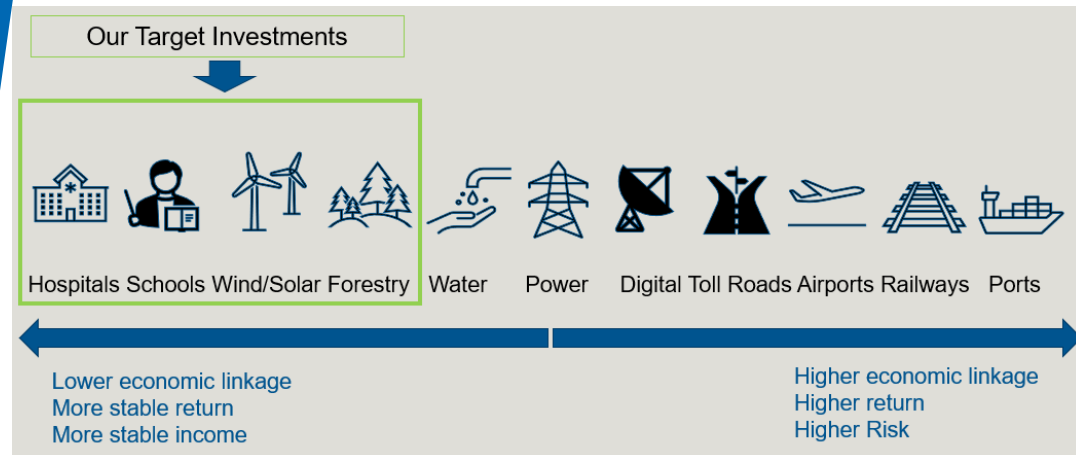 Our Target Investments
Hospitals Schools Wind/Solar Forestry Water Power Digital Toll Roads Airports Railways Ports
Lower economic linkage
More stable return
More stable income
Higher economic linkage
Higher return
Higher Risk